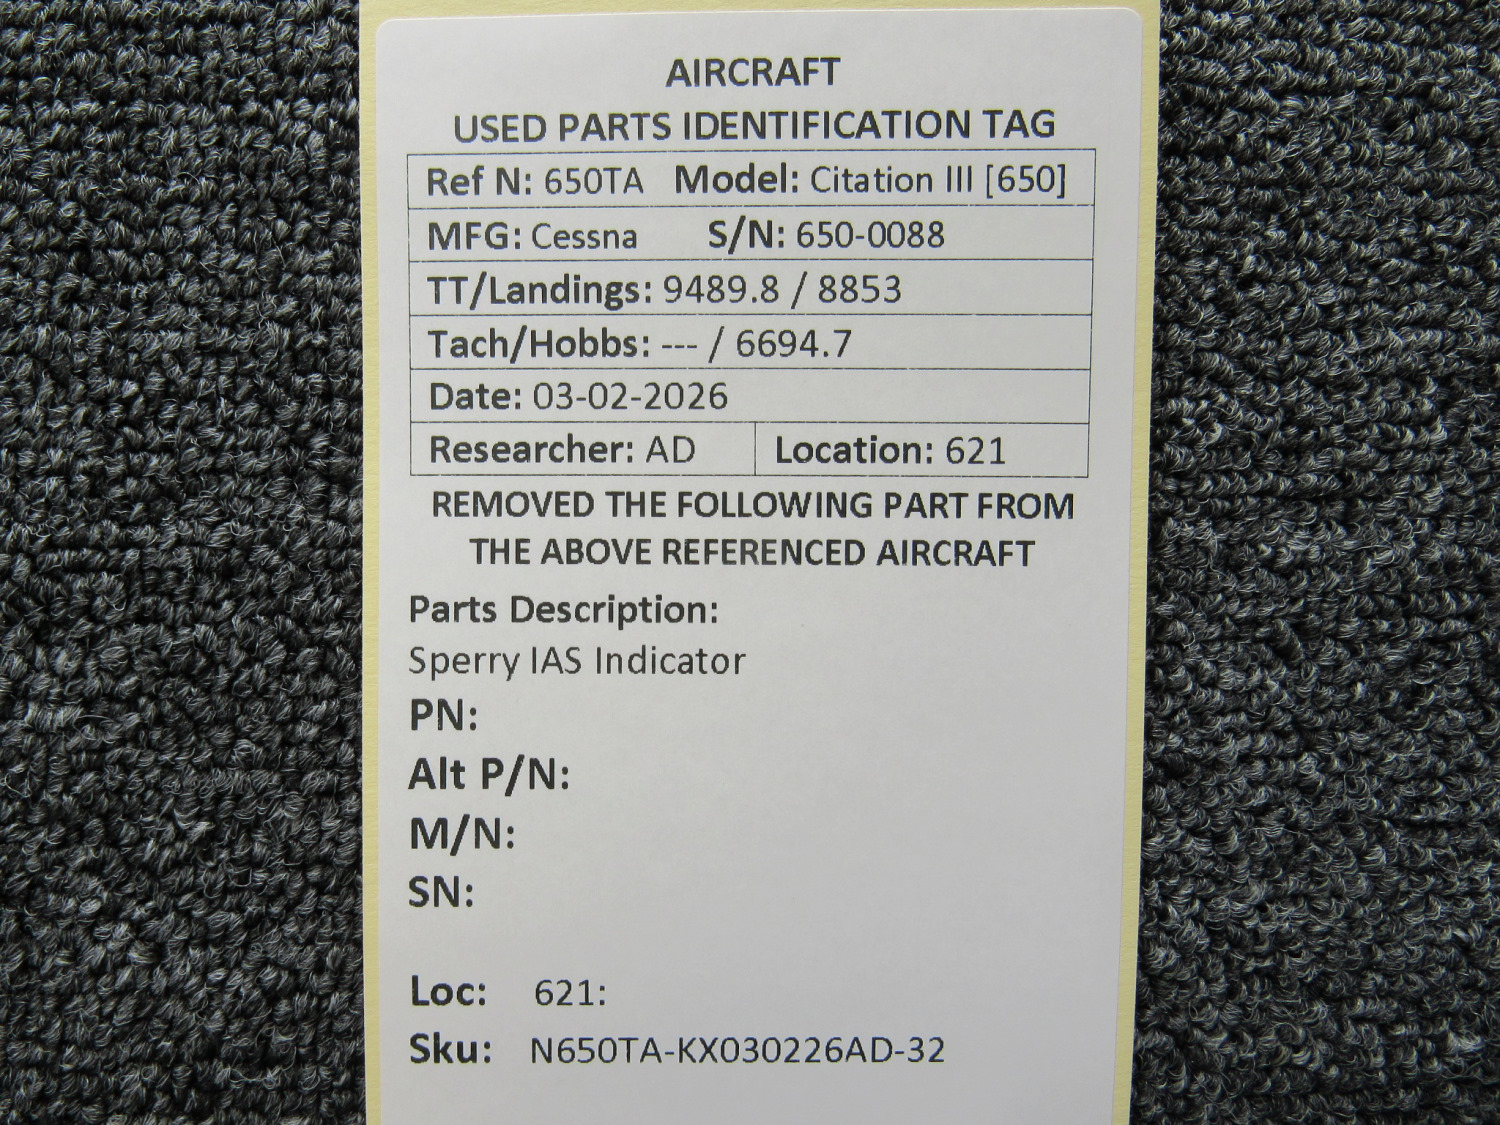 AIRCRAFT
USED PARTS IDENTIFICATION TAG
Ref N: 650TA Model: Citation III [650]
MFG: Cessna S/N: 650-0088
TT/Landings: 9489.8 / 8853
Tach/Hobbs: --- / 6694.7
Date: 03-02-2026
Researcher: AD Location: 621
REMOVED THE FOLLOWING PART FROM
THE ABOVE REFERENCED AIRCRAFT
Parts Description:
Sperry IAS Indicator
PN:
Alt P/N:
M/N:
SN:
Loc: 621:
Sku: N650TA-KX030226AD-32